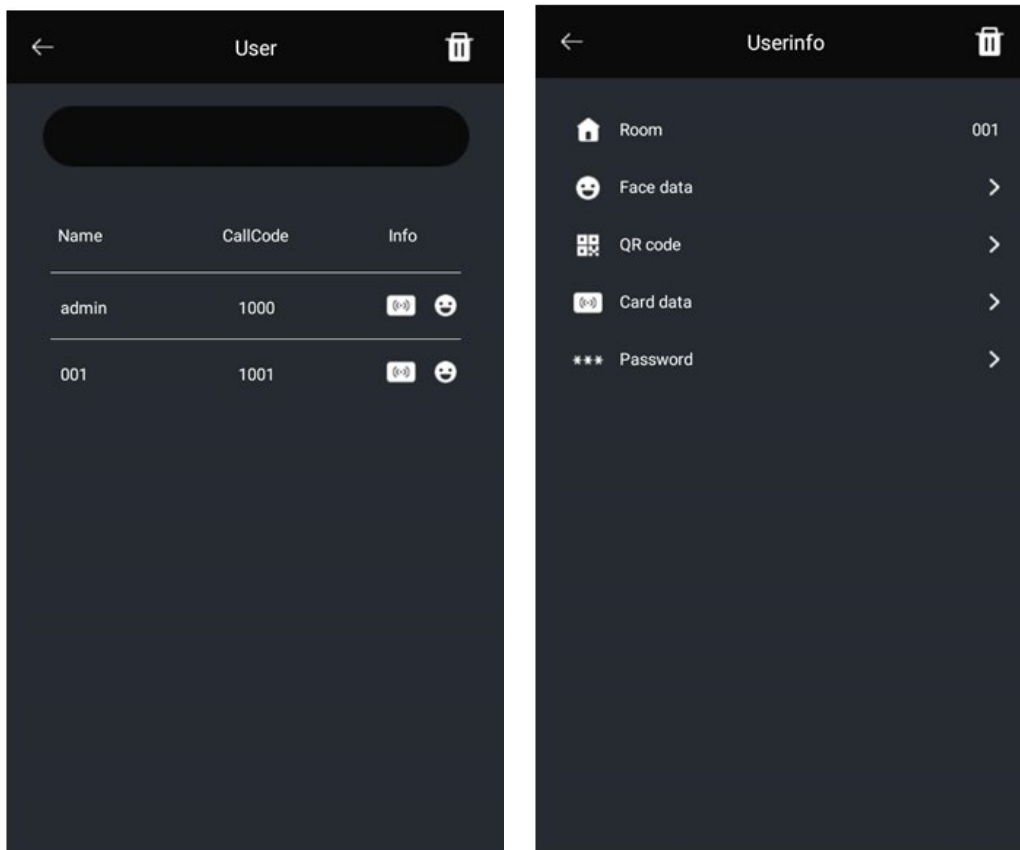 User
Name CallCode Info
admin 1000
001 1001
Userinfo
Room 001
Face data
QR code
Card data
*** Password